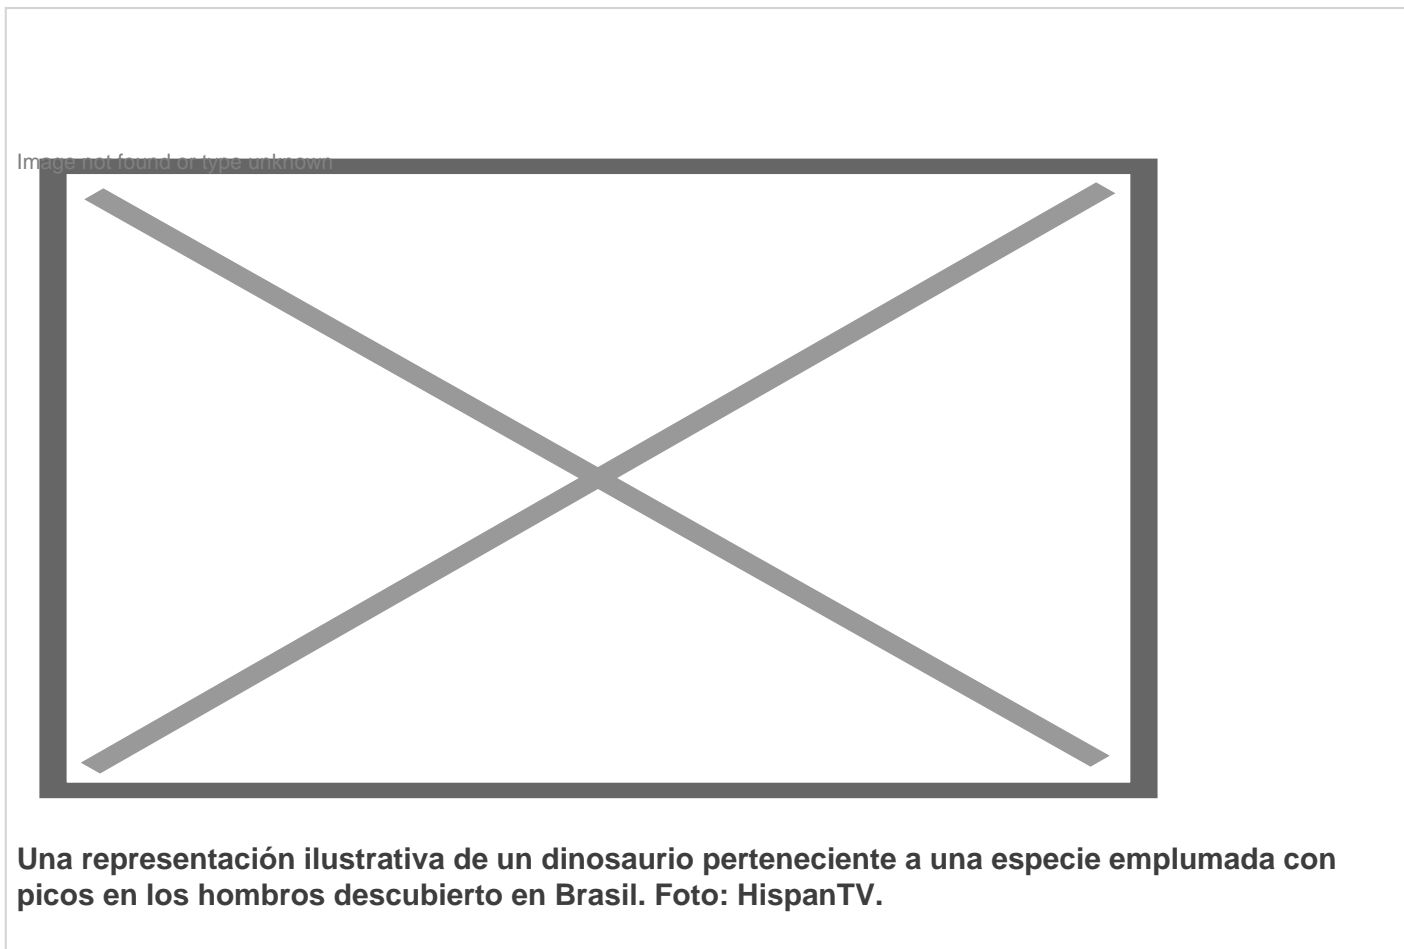 Image not found or type unknown
Una representación ilustrativa de un dinosaurio perteneciente a una especie emplumada con
picos en los hombros descubierto en Brasil. Foto: HispanTV.